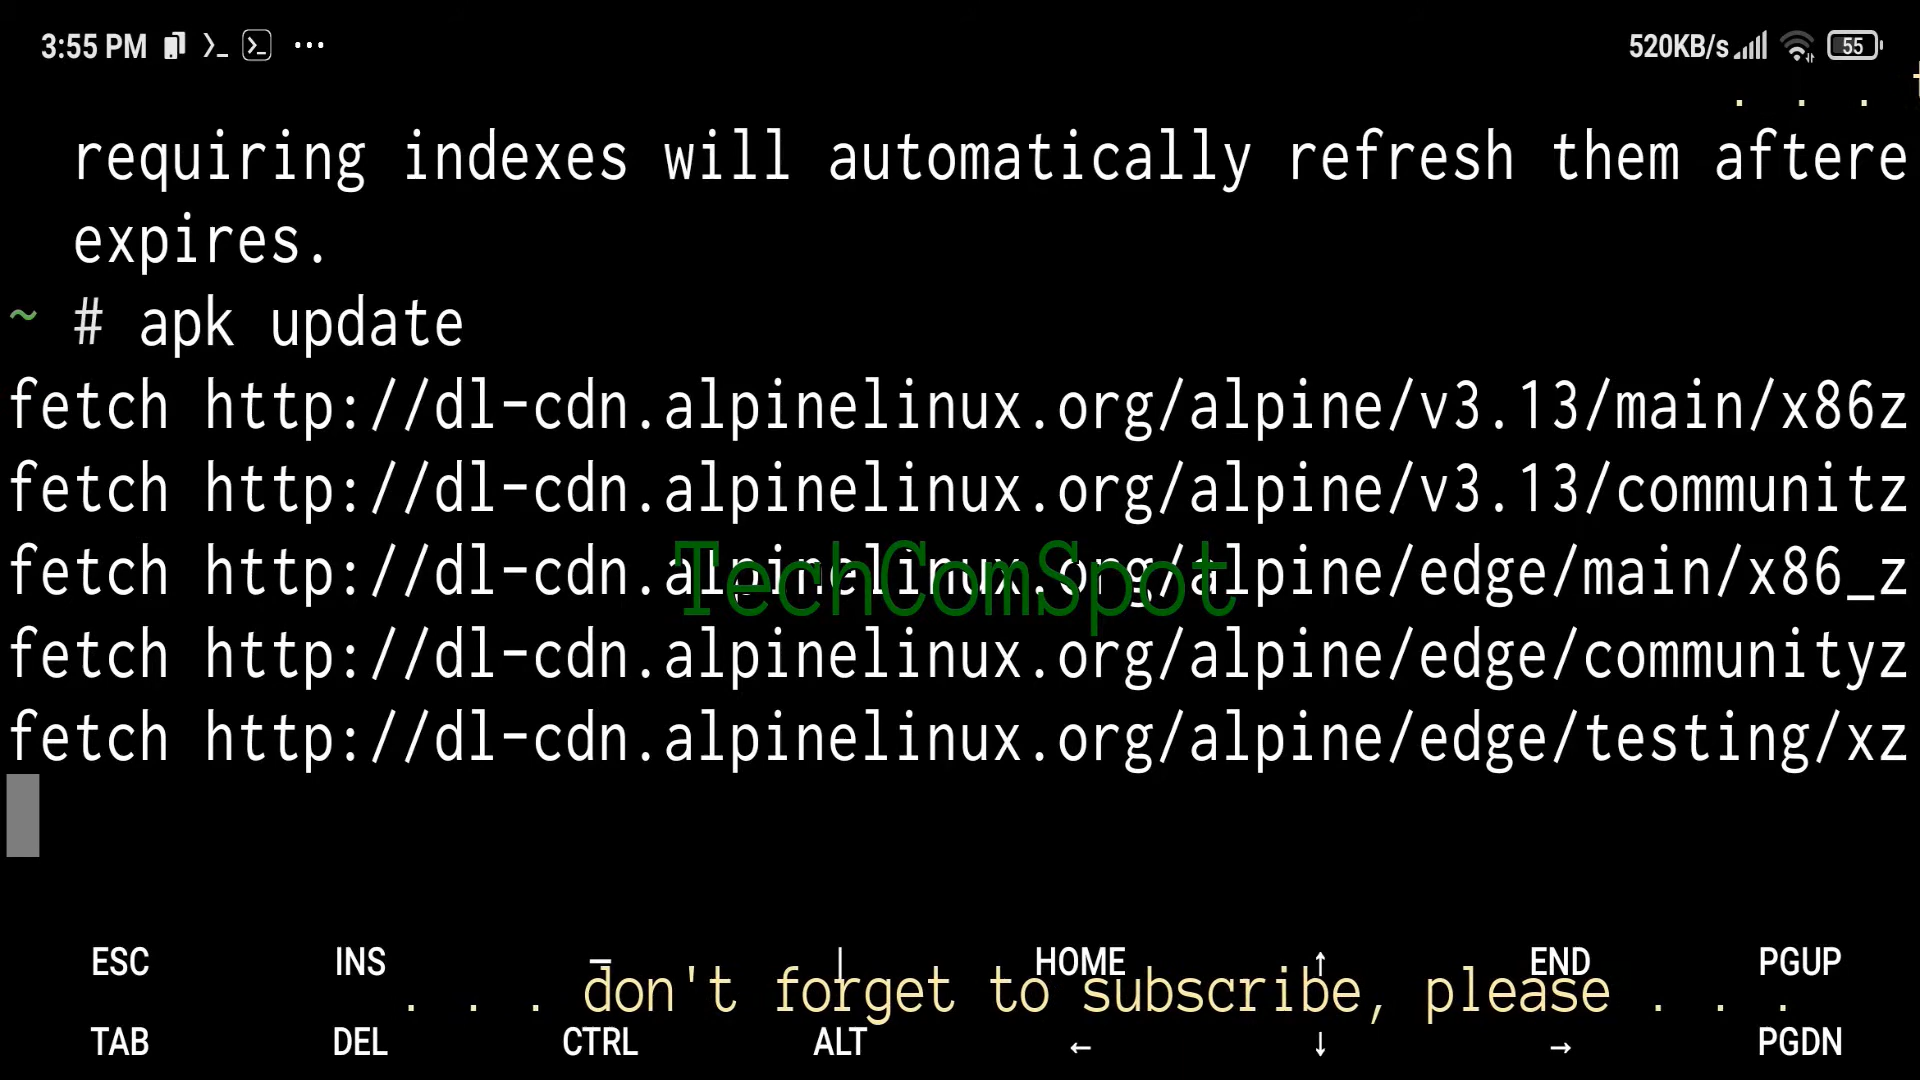 3:55 PM
520KB/s
55
. . .
requiring indexes will automatically refresh them aftere
expires.
~ # apk update
fetch http://dl-cdn.alpinelinux.org/alpine/v3.13/main/x86z
fetch http://dl-cdn.alpinelinux.org/alpine/v3.13/communitz
fetch http://dl-cdn.alpinelinux.org/alpine/edge/main/x86_z
TechComSpot
fetch http://dl-cdn.alpinelinux.org/alpine/edge/communityz
fetch http://dl-cdn.alpinelinux.org/alpine/edge/testing/xz
ESC INS – | HOME ↑ END PGUP
. . . don't forget to subscribe, please . . .
TAB DEL CTRL ALT ← ↓ → PGDN